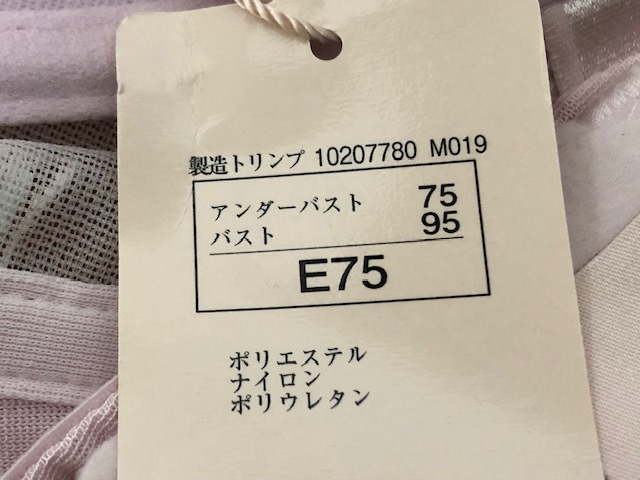 製造トリンプ 10207780 M019
アンダーバスト 75
バスト 95
E75
ポリエステル
ナイロン
ポリウレタン